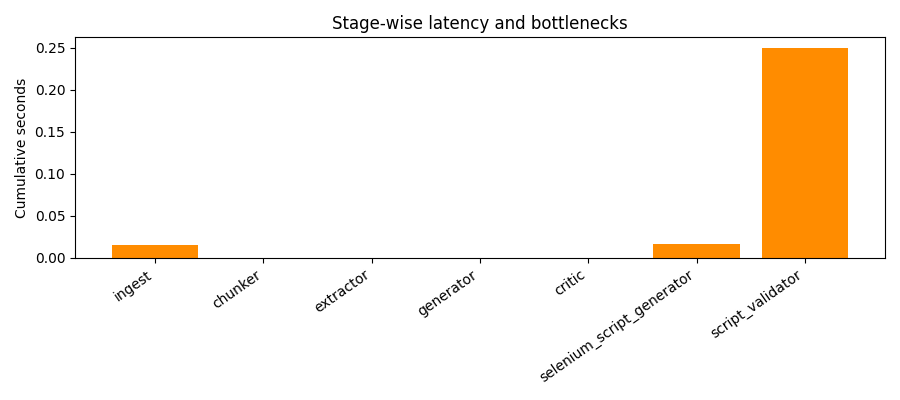 Stage-wise latency and bottlenecks
Cumulative seconds
0.25
0.20
0.15
0.10
0.05
0.00
ingest
chunker
extractor
generator
critic
selenium_script_generator
script_validator